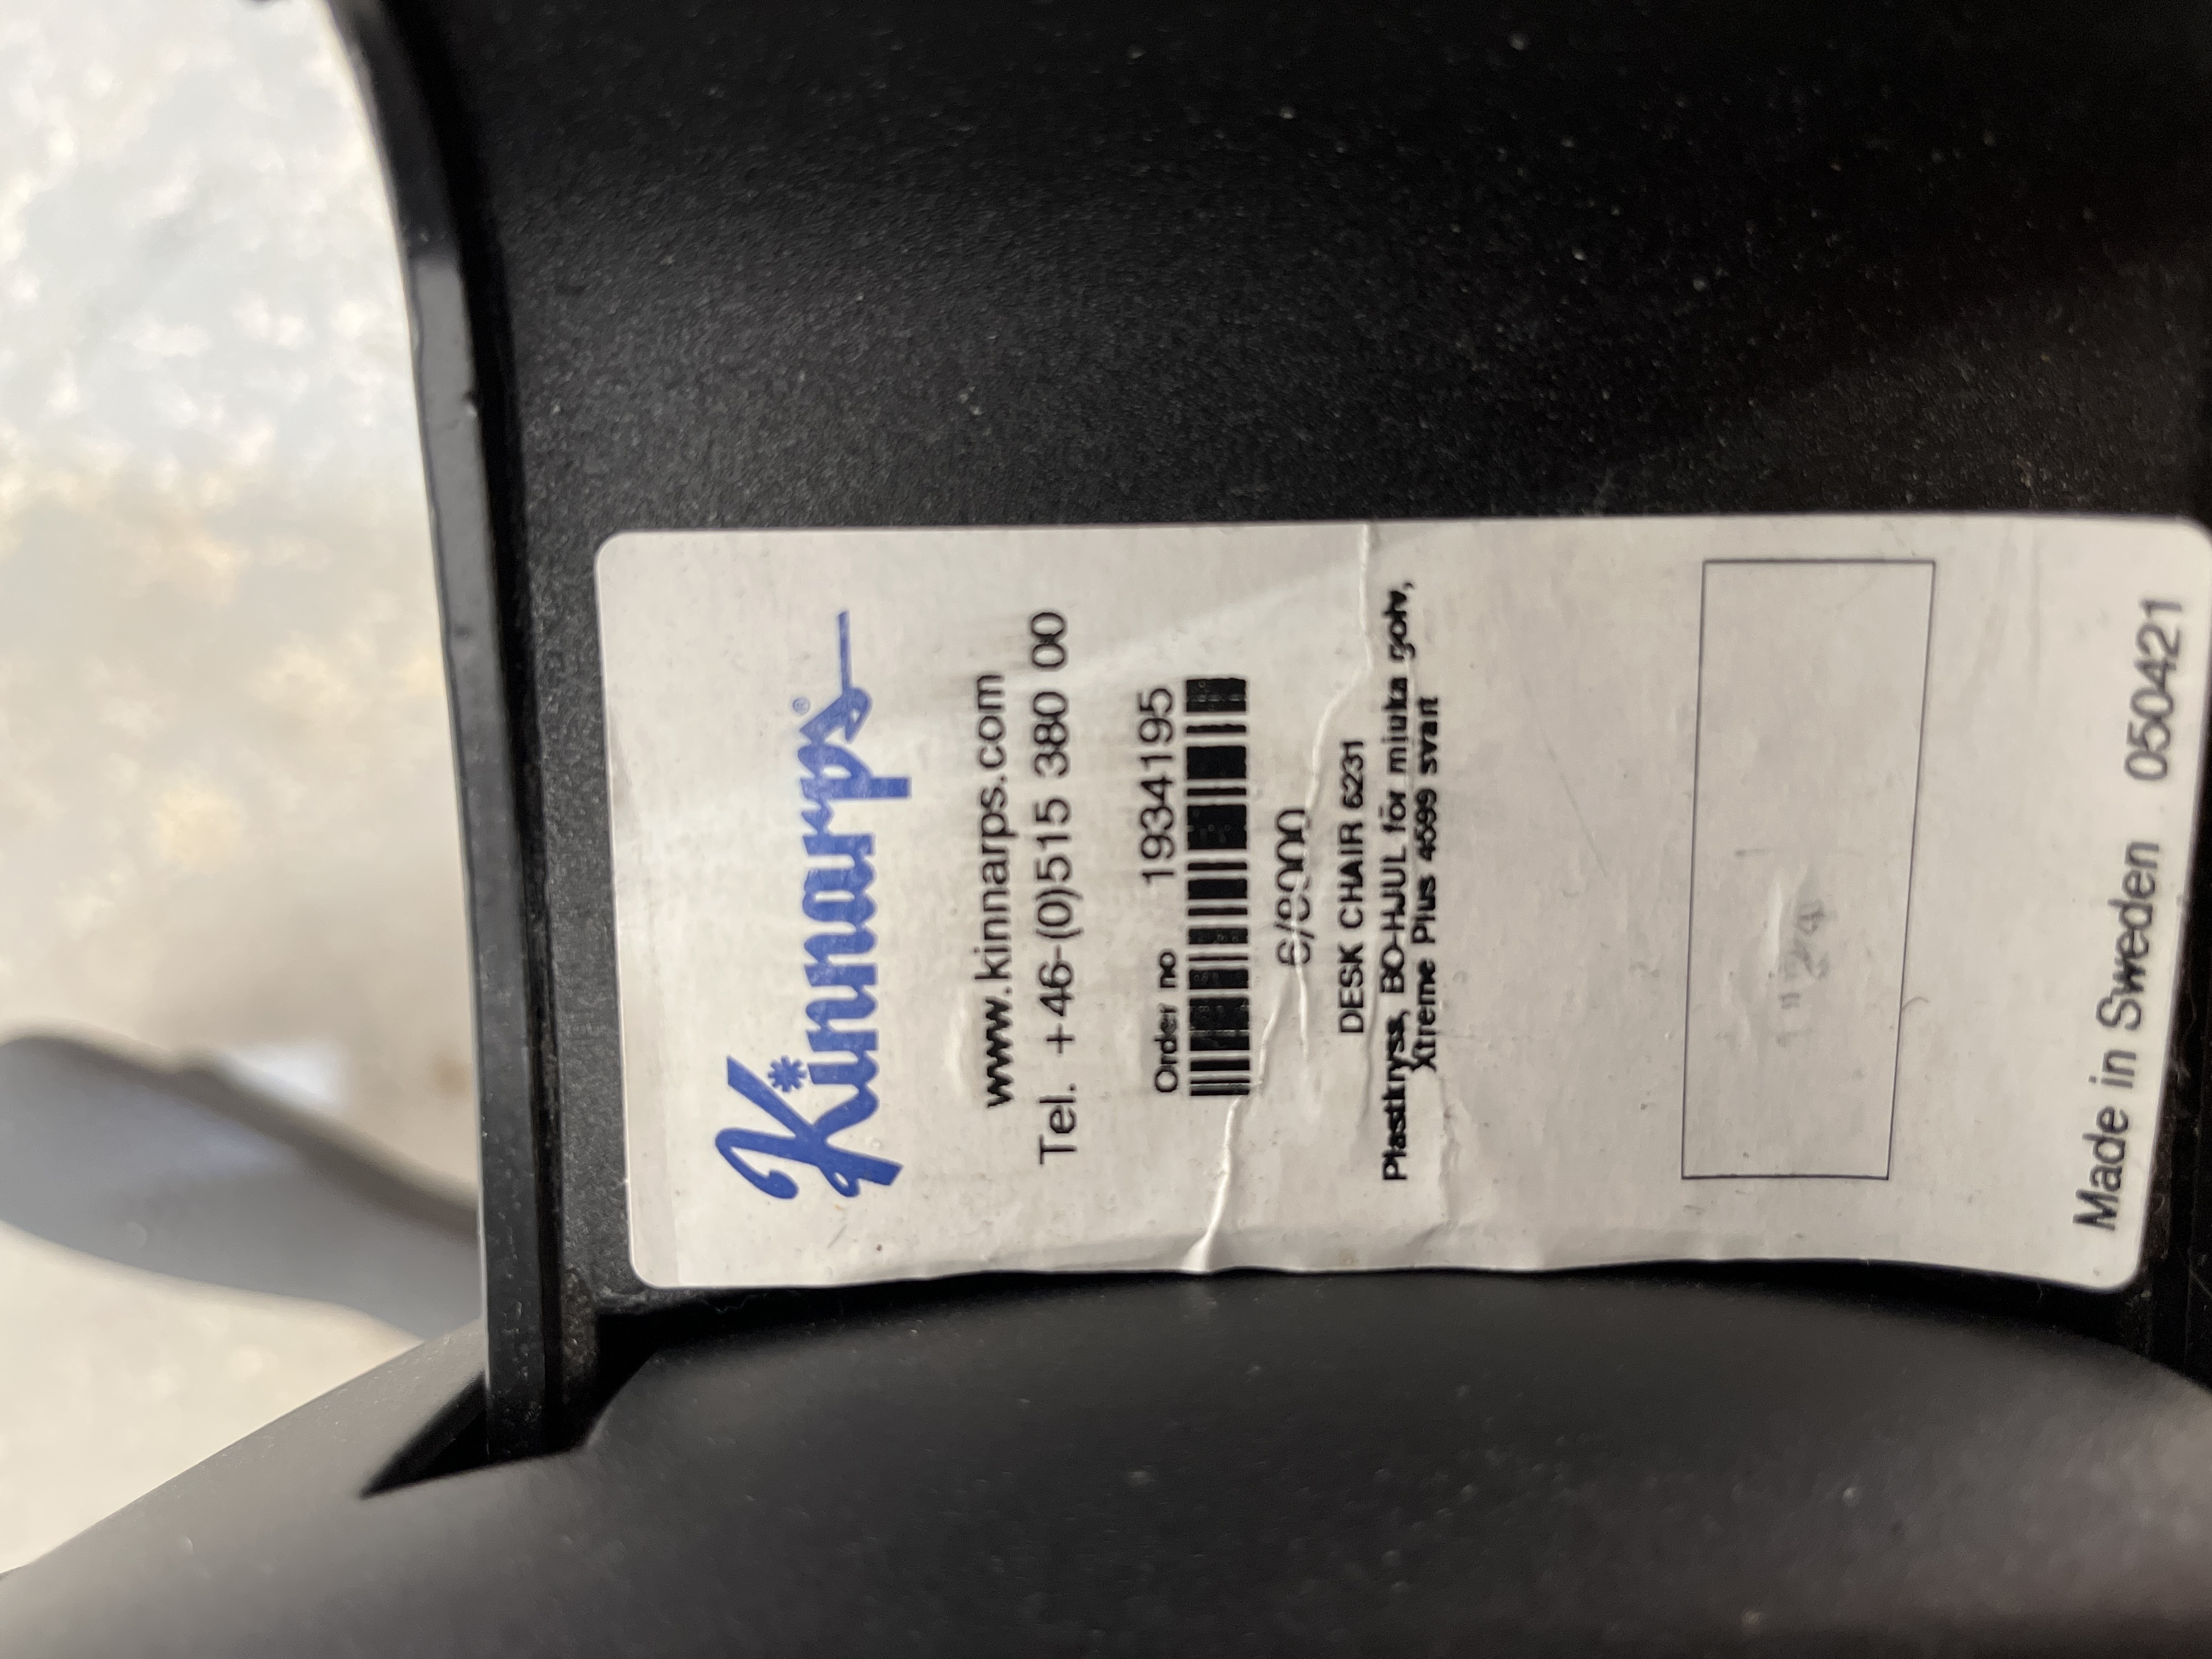 Kinnarps®
www.kinnarps.com
Tel. +46-(0)515 380 00
Order no 19341195
DESK CHAIR 6231
Plastkryss, BO-HJUL för mjuka golv,
Xtreme Plus 4599 svart
Made in Sweden 050421